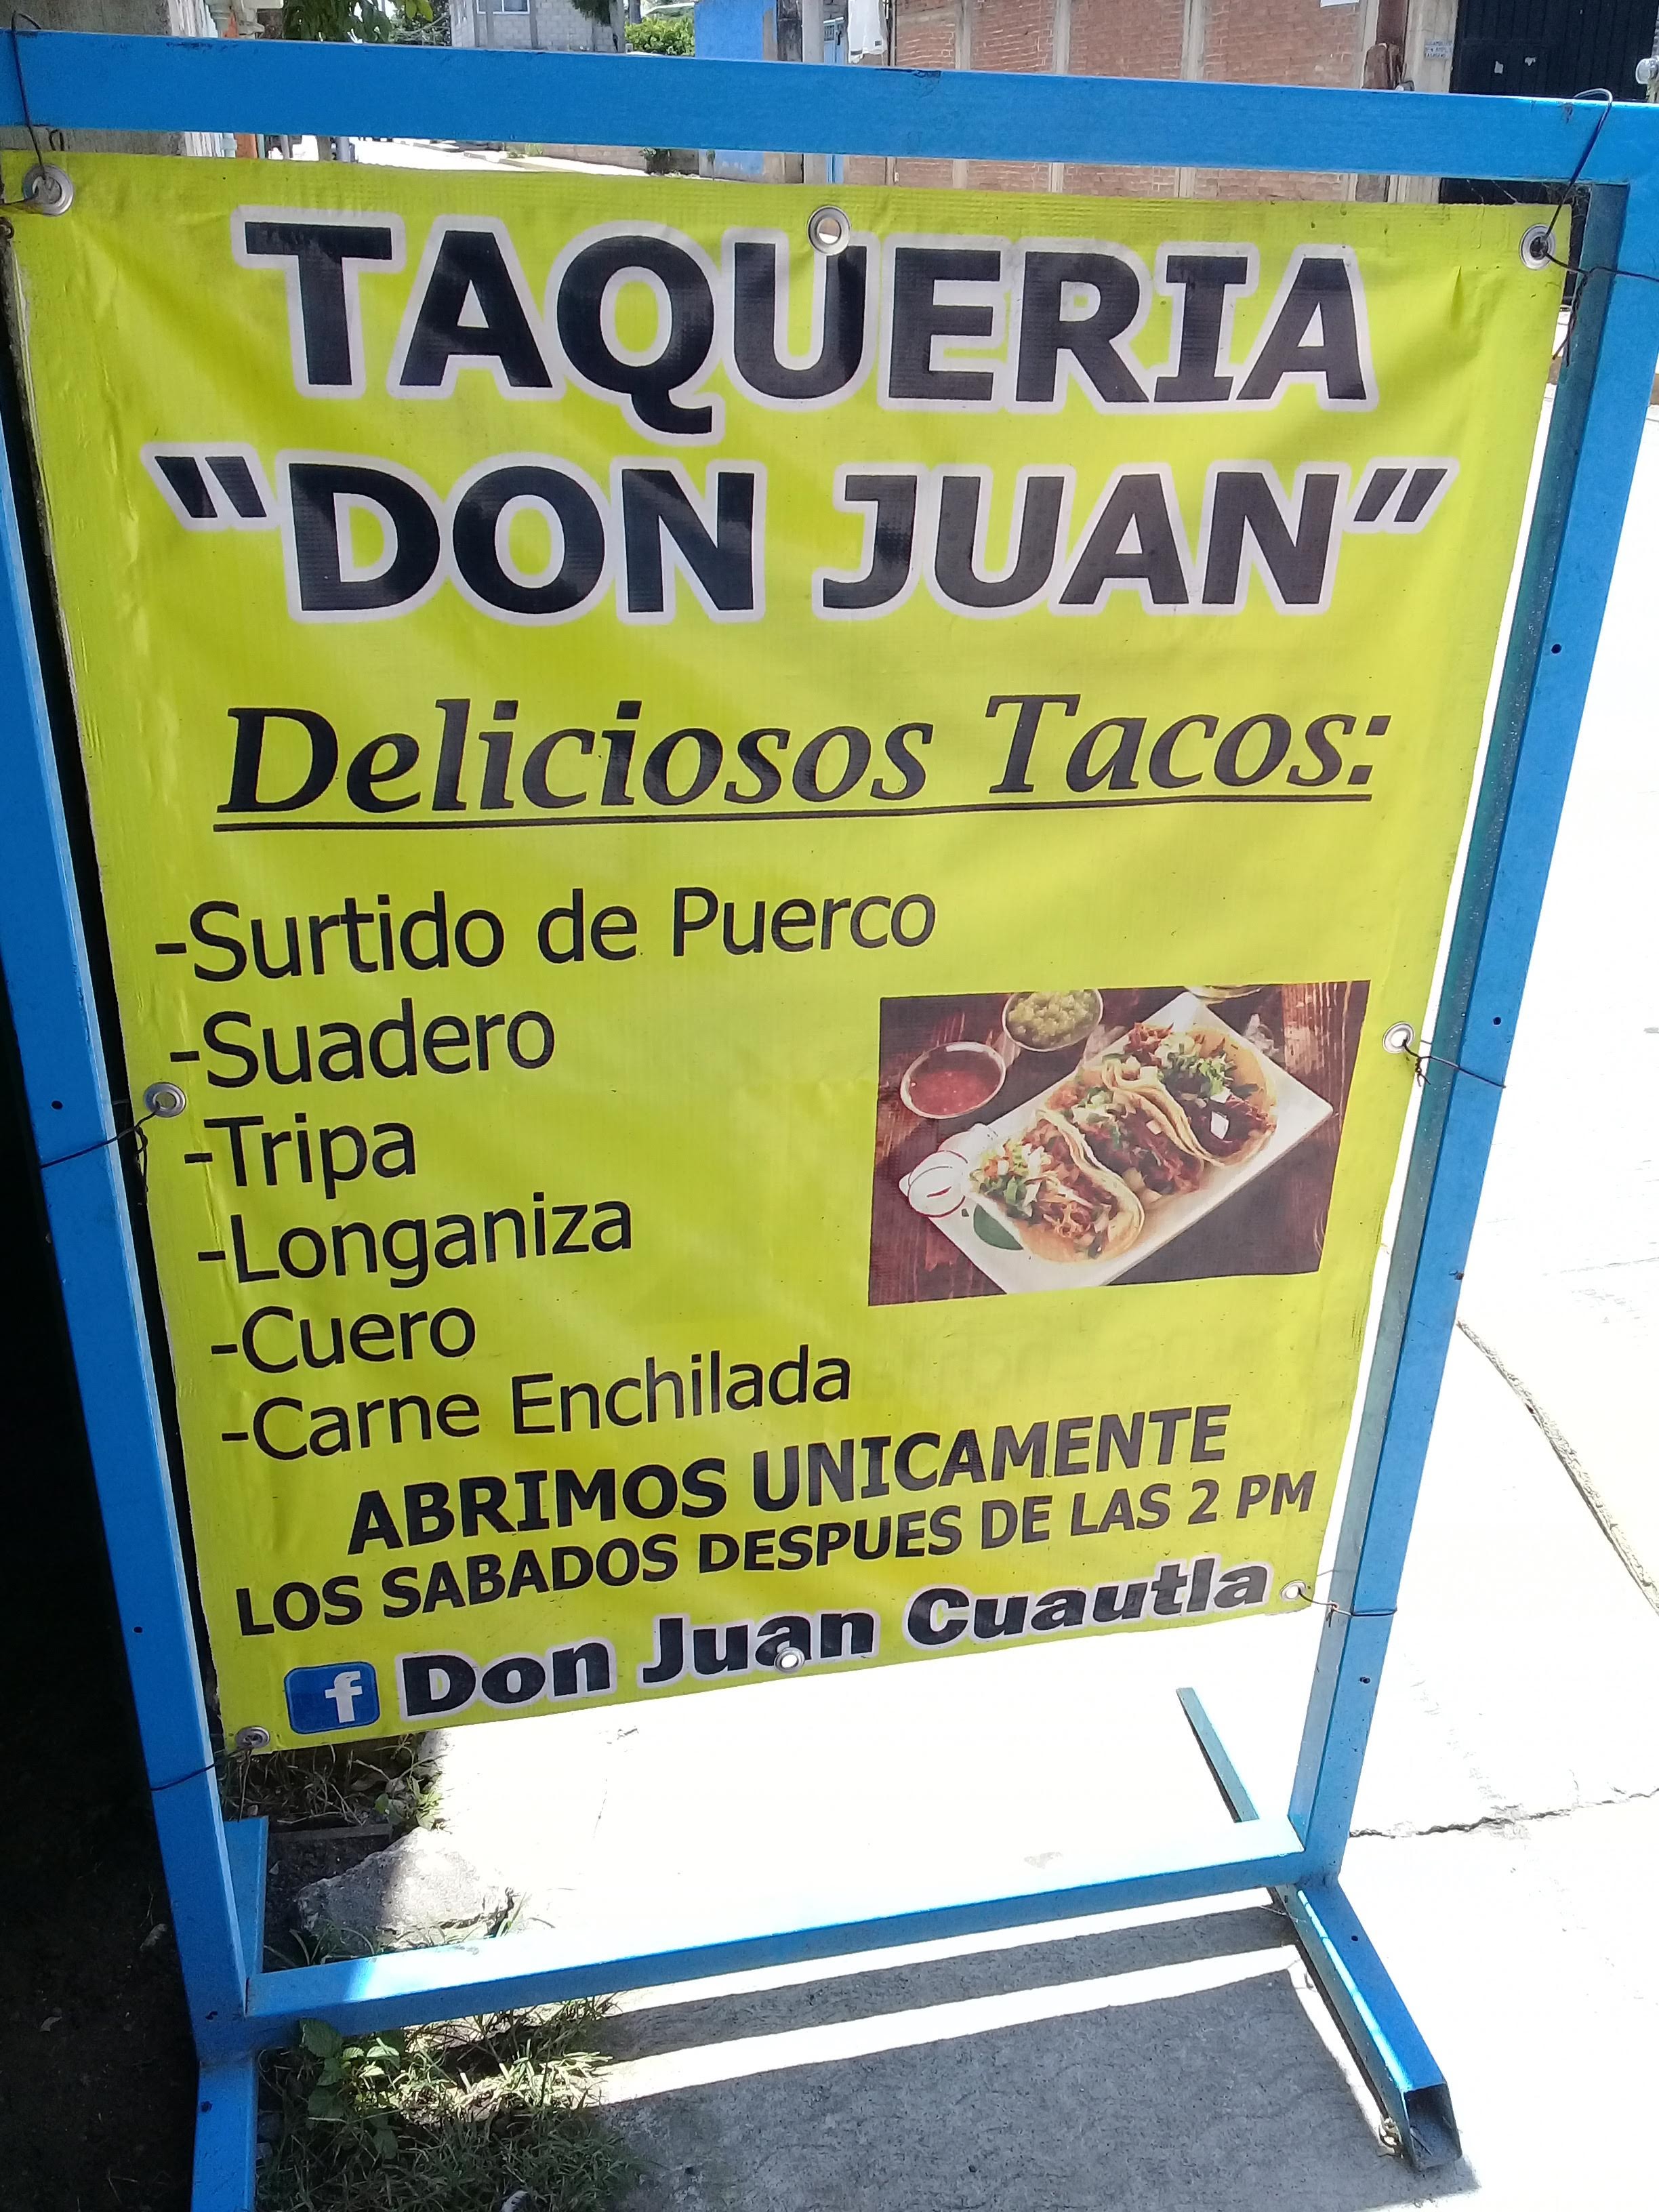 TAQUERIA
“DON JUAN”
Deliciosos Tacos:
-Surtido de Puerco
-Suadero
-Tripa
-Longaniza
-Cuero
-Carne Enchilada
ABRIMOS UNICAMENTE
LOS SABADOS DESPUES DE LAS 2 PM
f Don Juan Cuautla